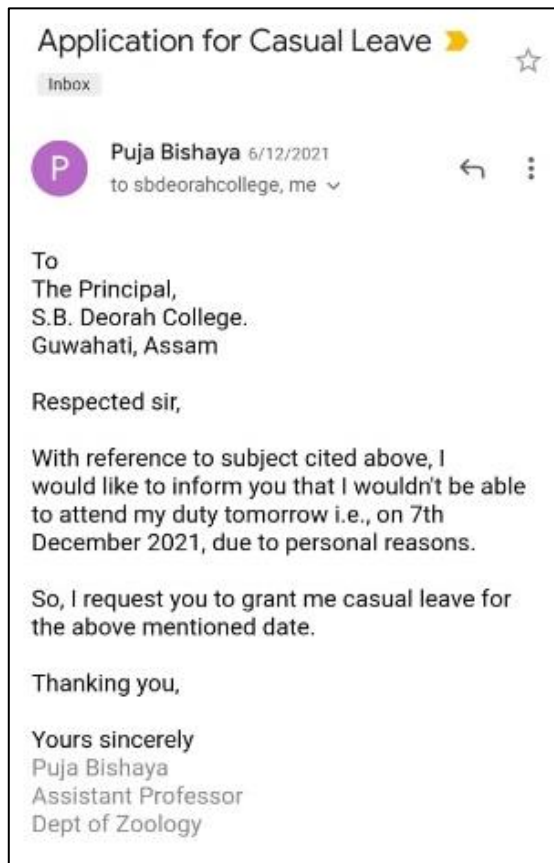 Application for Casual Leave
Inbox
P
Puja Bishaya 6/12/2021
to sbdeorahcollege, me
To
The Principal,
S.B. Deorah College.
Guwahati, Assam
Respected sir,
With reference to subject cited above, I
would like to inform you that I wouldn't be able
to attend my duty tomorrow i.e., on 7th
December 2021, due to personal reasons.
So, I request you to grant me casual leave for
the above mentioned date.
Thanking you,
Yours sincerely
Puja Bishaya
Assistant Professor
Dept of Zoology